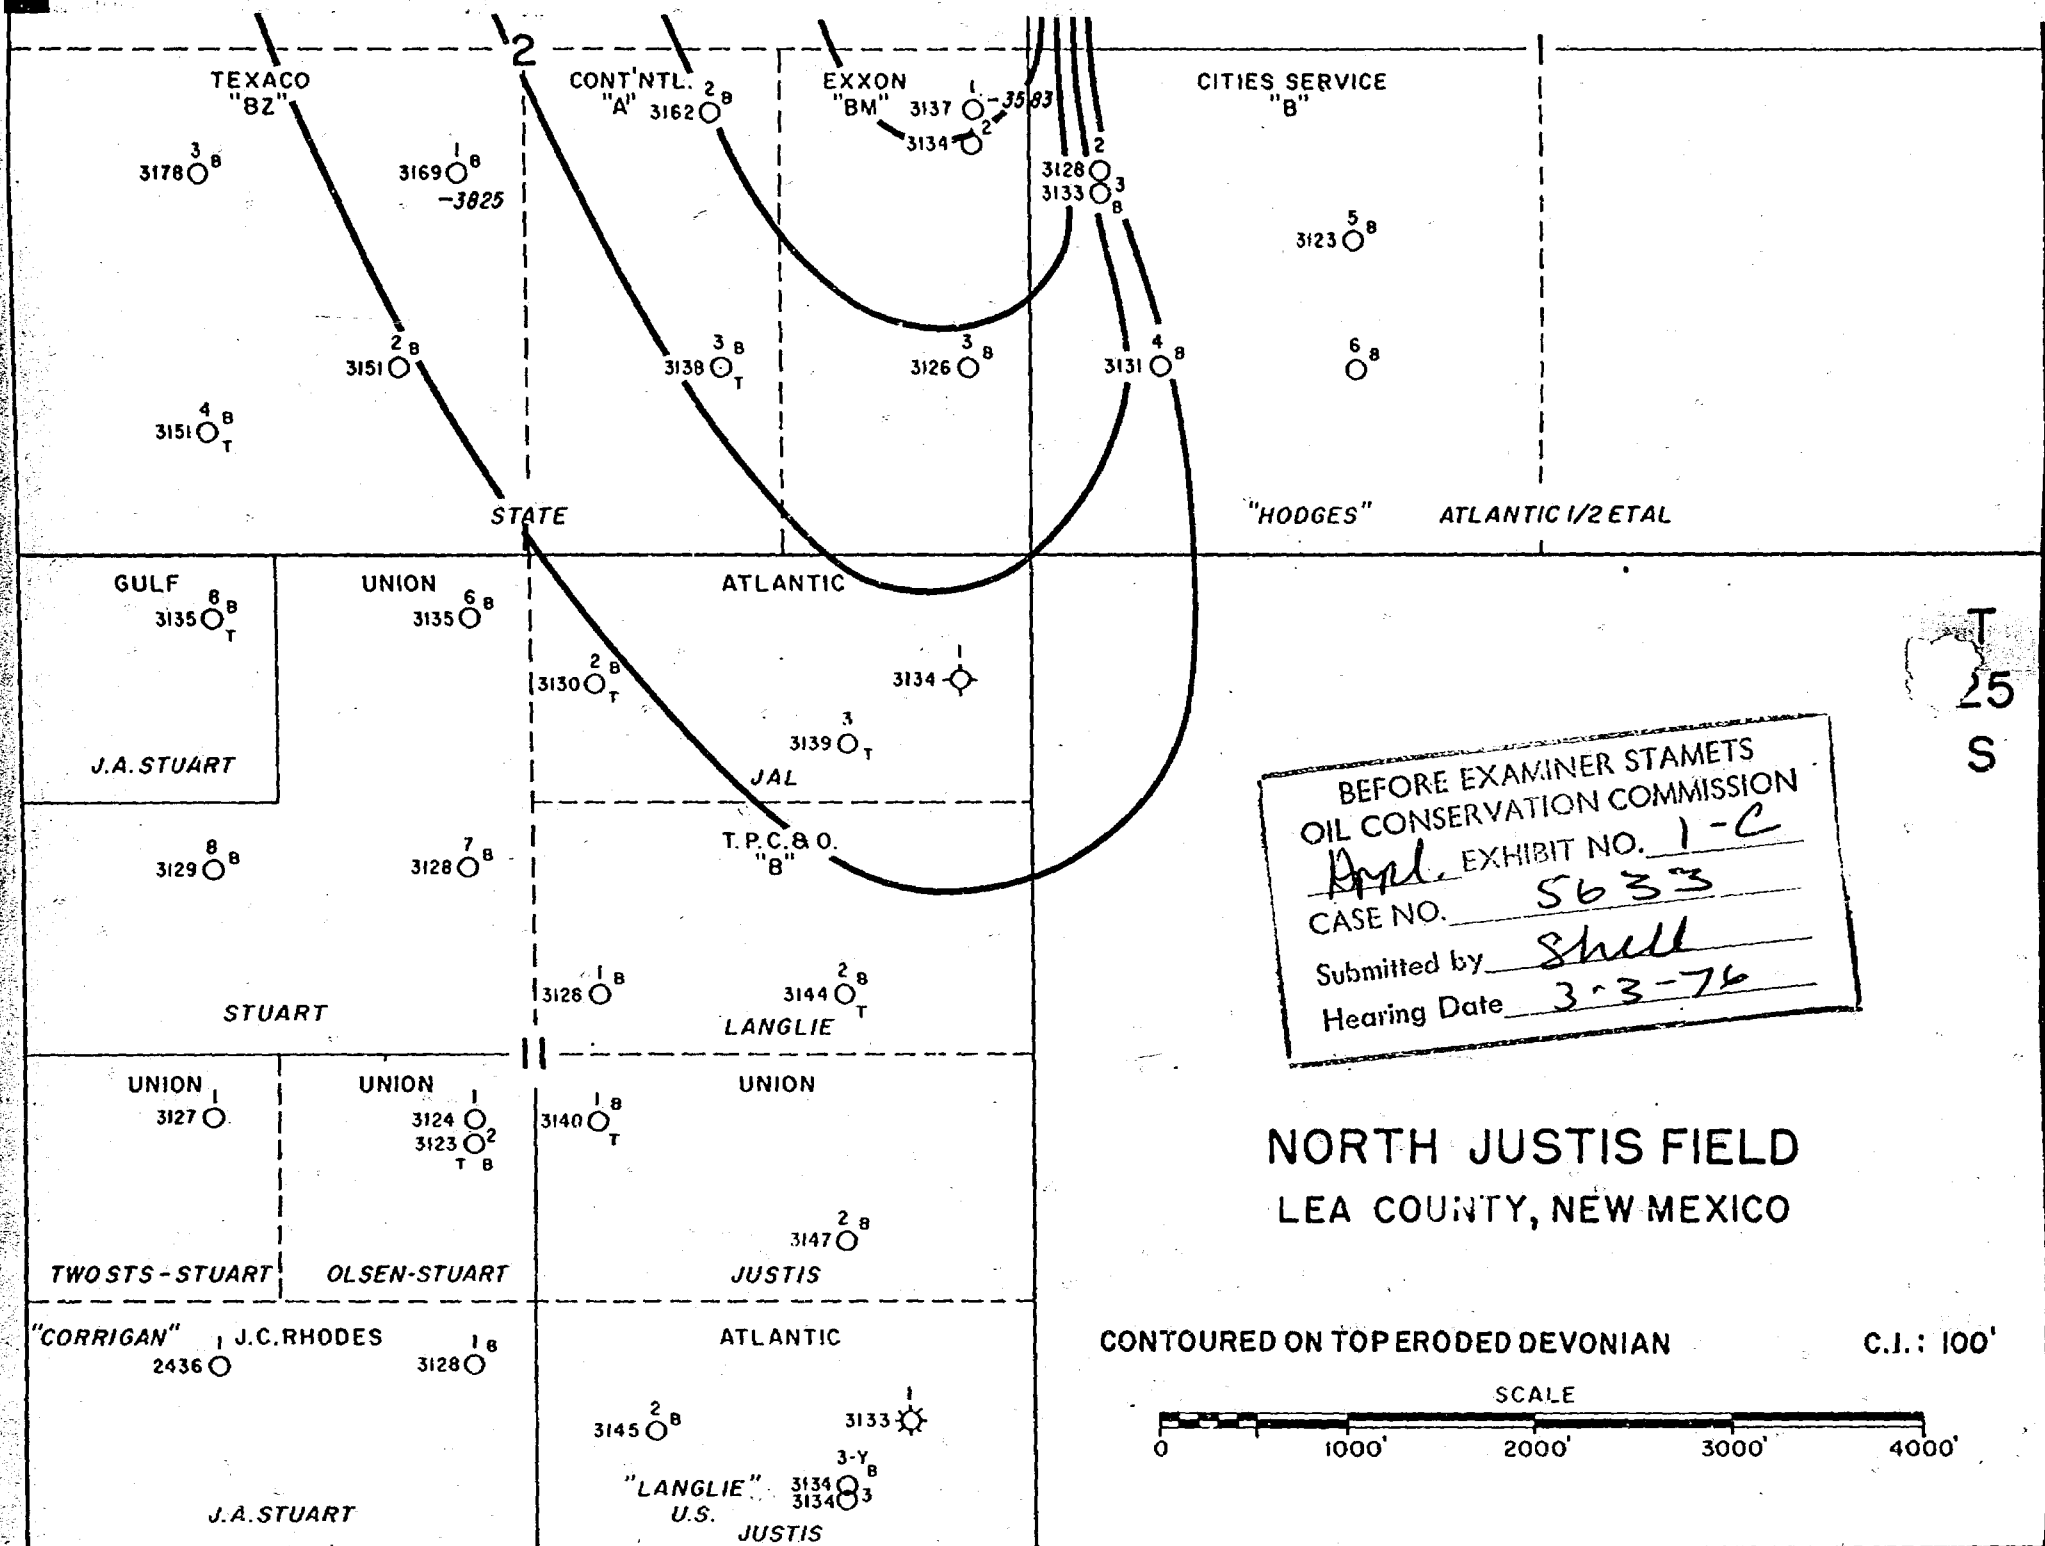 2
TEXACO
"BZ"
CONT'NTL.
"A"
2
3162 B
EXXON
"BM"
1
3137 -3583
2
3134
CITIES SERVICE
"B"
3
3178 B
1
3169 B
-3825
2
3128
3133 3
B
5
3123 B
2 B
3151
3 B
3138
T
3
3126 B
4
3131 B
6
B
4 B
3151
T
STATE
"HODGES"
ATLANTIC 1/2 ETAL
GULF
8 B
3135
T
UNION
6 B
3135
ATLANTIC
2 B
3130
T
1
3134
3
3139
T
JAL
J.A. STUART
T
25
S
8
3129 B
7
3128 B
T. P. C. & O.
"B"
1
3128 B
2 B
3144
T
STUART
LANGLIE
BEFORE EXAMINER STAMETS
OIL CONSERVATION COMMISSION
Appl. EXHIBIT NO. 1-C
CASE NO. 5633
Submitted by Shell
Hearing Date 3-3-76
11
UNION
1
3127
UNION
1
3124
3123 2
T B
UNION
1 B
3140
T
2 B
3147
TWO STS-STUART
OLSEN-STUART
JUSTIS
NORTH JUSTIS FIELD
LEA COUNTY, NEW MEXICO
"CORRIGAN"
J.C. RHODES
1
2436
1 B
3128
ATLANTIC
2
3145 B
1
3133
3-Y
3134 B
3134 3
"LANGLIE"
U.S.
JUSTIS
J.A. STUART
CONTOURED ON TOP ERODED DEVONIAN
C.I.: 100'
SCALE
0 1000' 2000' 3000' 4000'